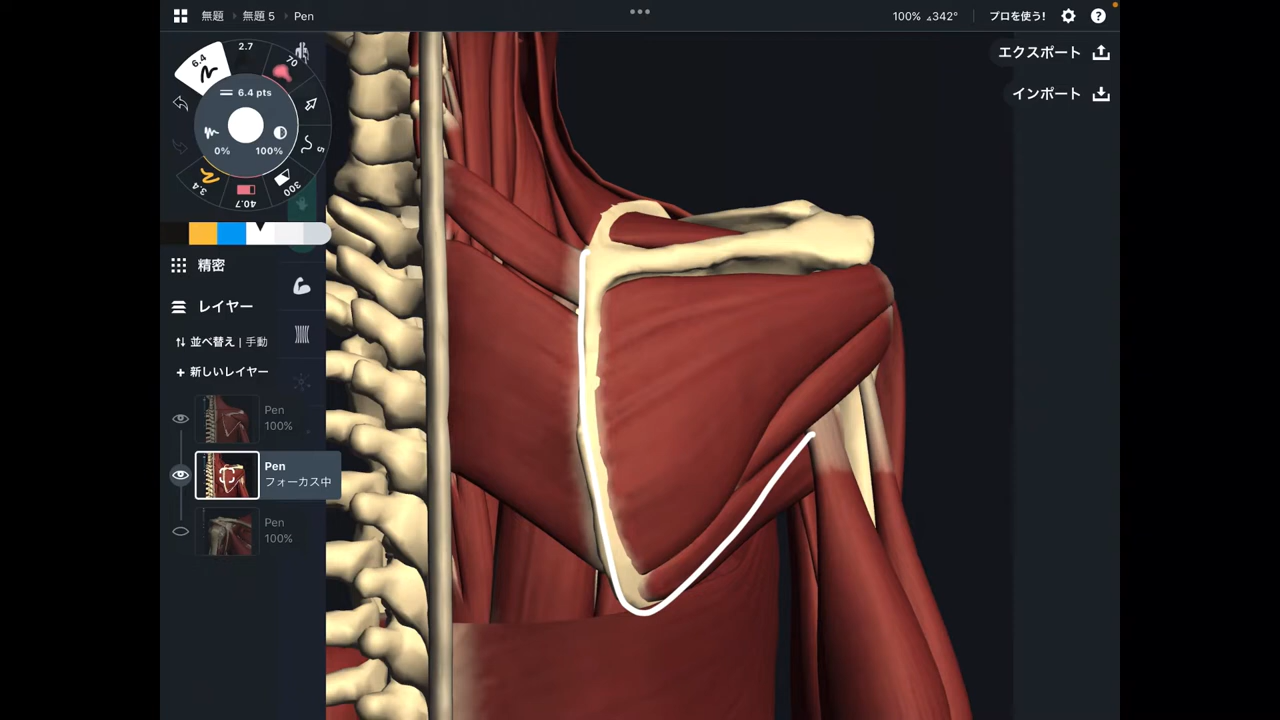 無題 無題 5 Pen
100% ⊿342° プロを使う!
エクスポート
インポート
2.7
6.4
70
6.4 pts
0% 100%
5
3.4
40.7
300
精密
レイヤー
並べ替え | 手動
+ 新しいレイヤー
Pen
100%
Pen
フォーカス中
Pen
100%